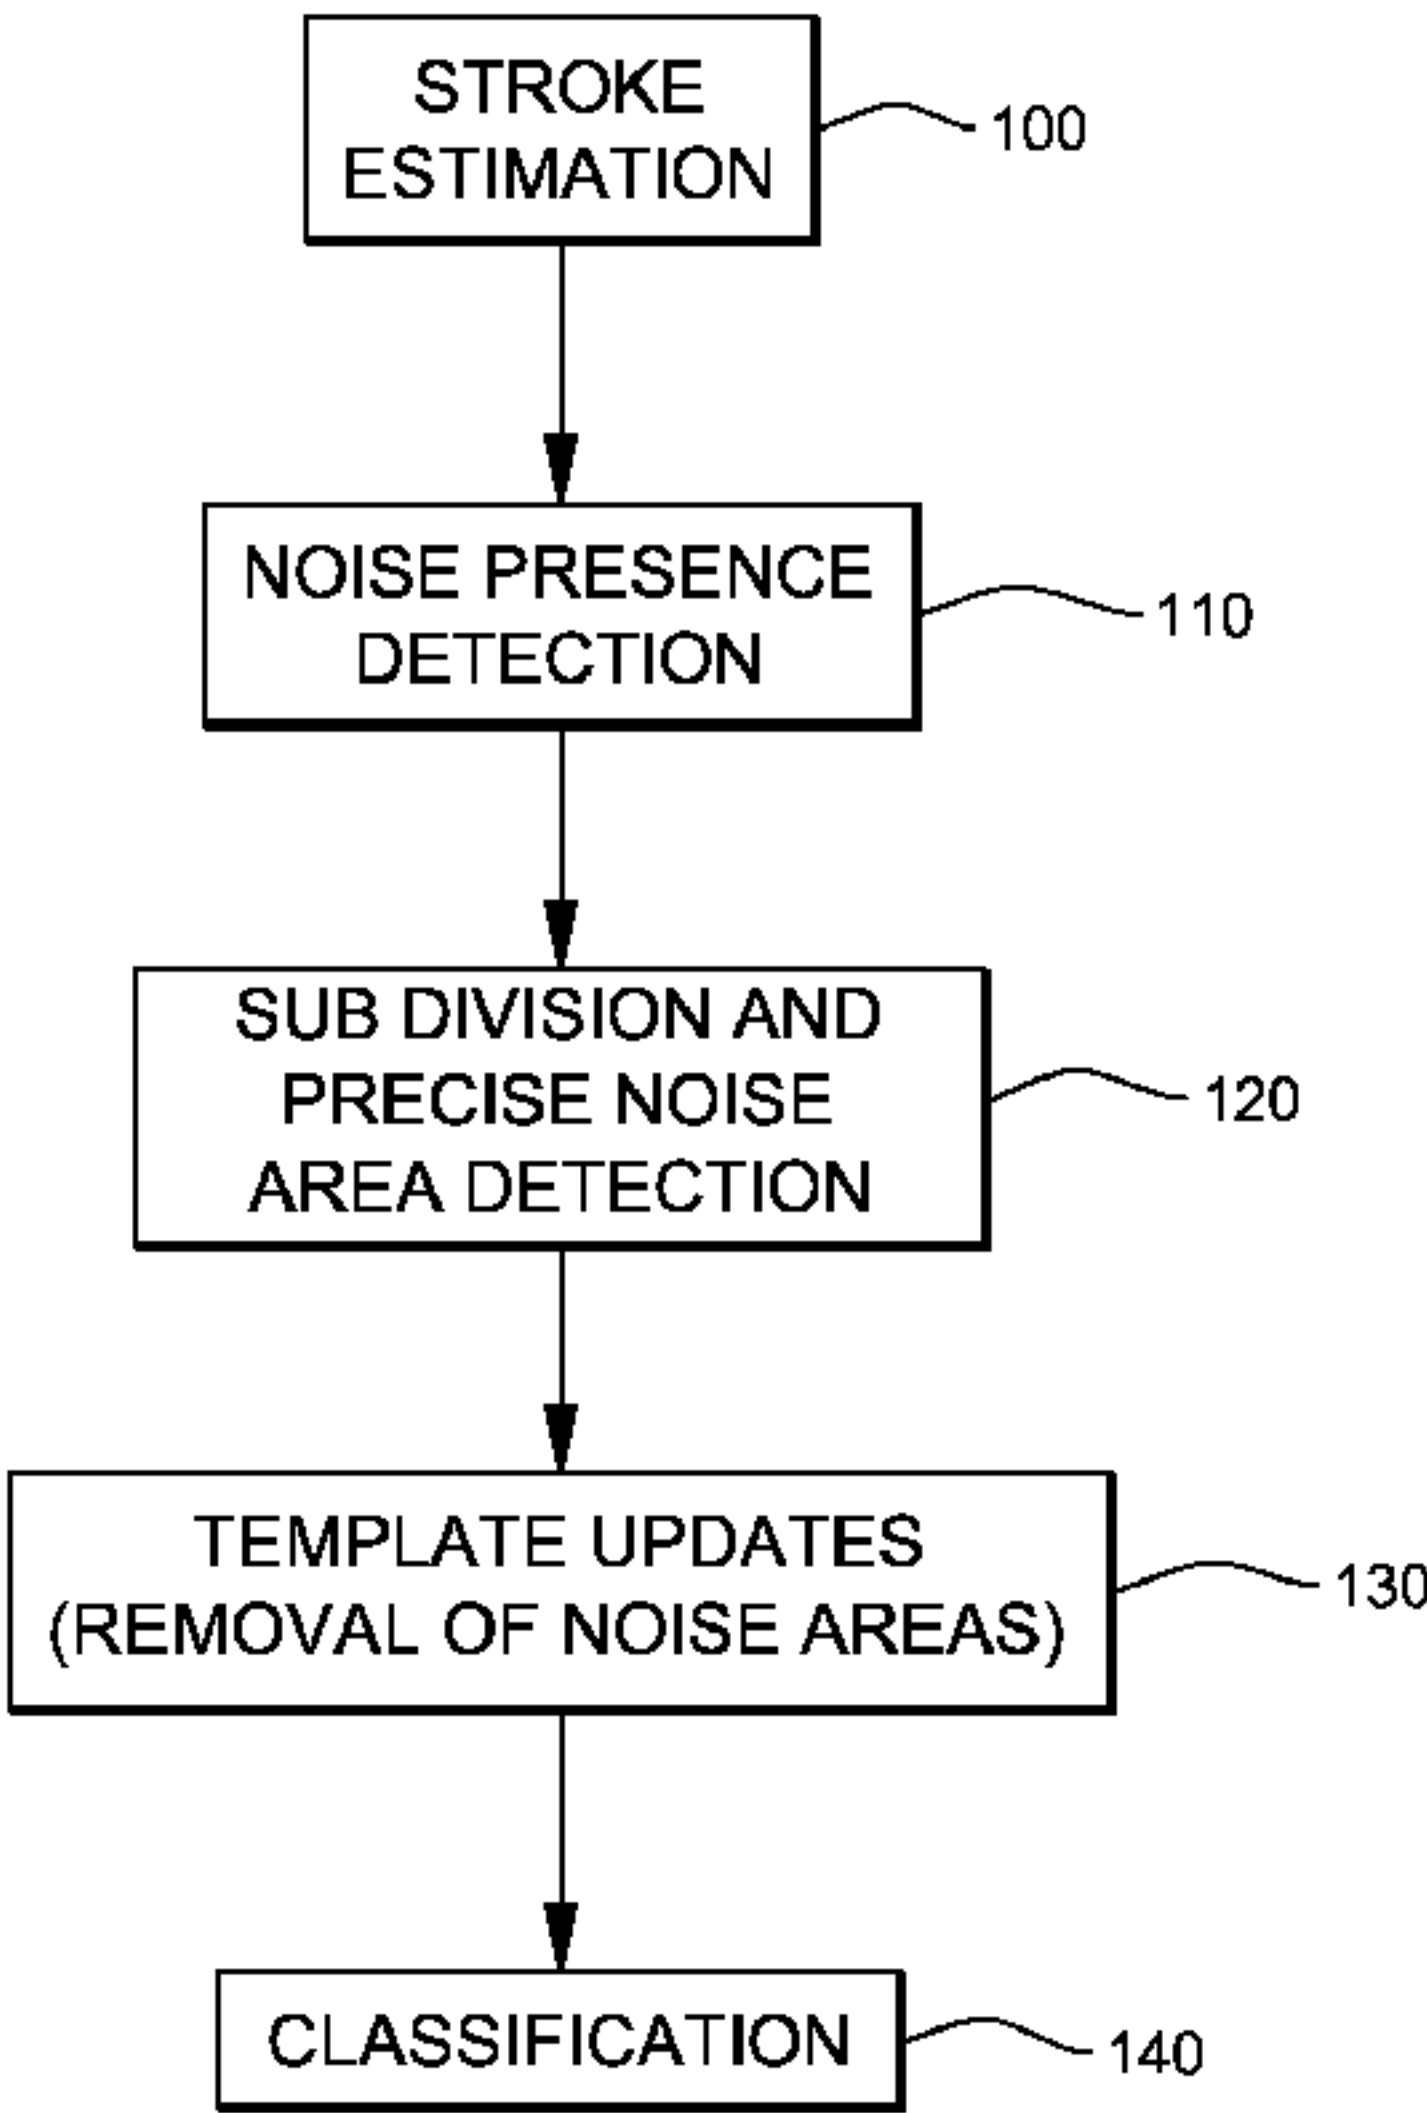 STROKE
ESTIMATION
100
NOISE PRESENCE
DETECTION
110
SUB DIVISION AND
PRECISE NOISE
AREA DETECTION
120
TEMPLATE UPDATES
(REMOVAL OF NOISE AREAS)
130
CLASSIFICATION
140